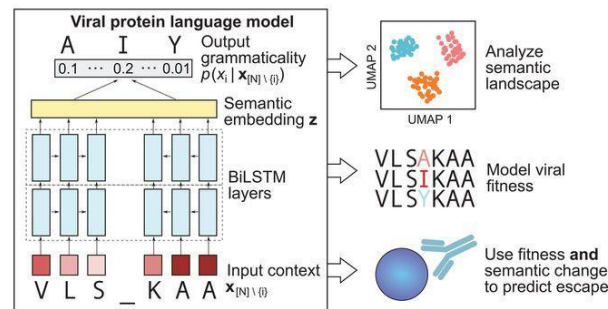 Viral protein language model
A I Y
0.1 ... 0.2 ... 0.01
Output
grammaticality
p(xᵢ | x[N] \ {i})
Semantic
embedding z
BiLSTM
layers
Input context
x[N] \ {i}
V L S _ K A A
UMAP 2
UMAP 1
Analyze
semantic
landscape
VLSAKAA
VLSIKAA
VLSYKAA
Model viral
fitness
Use fitness and
semantic change
to predict escape